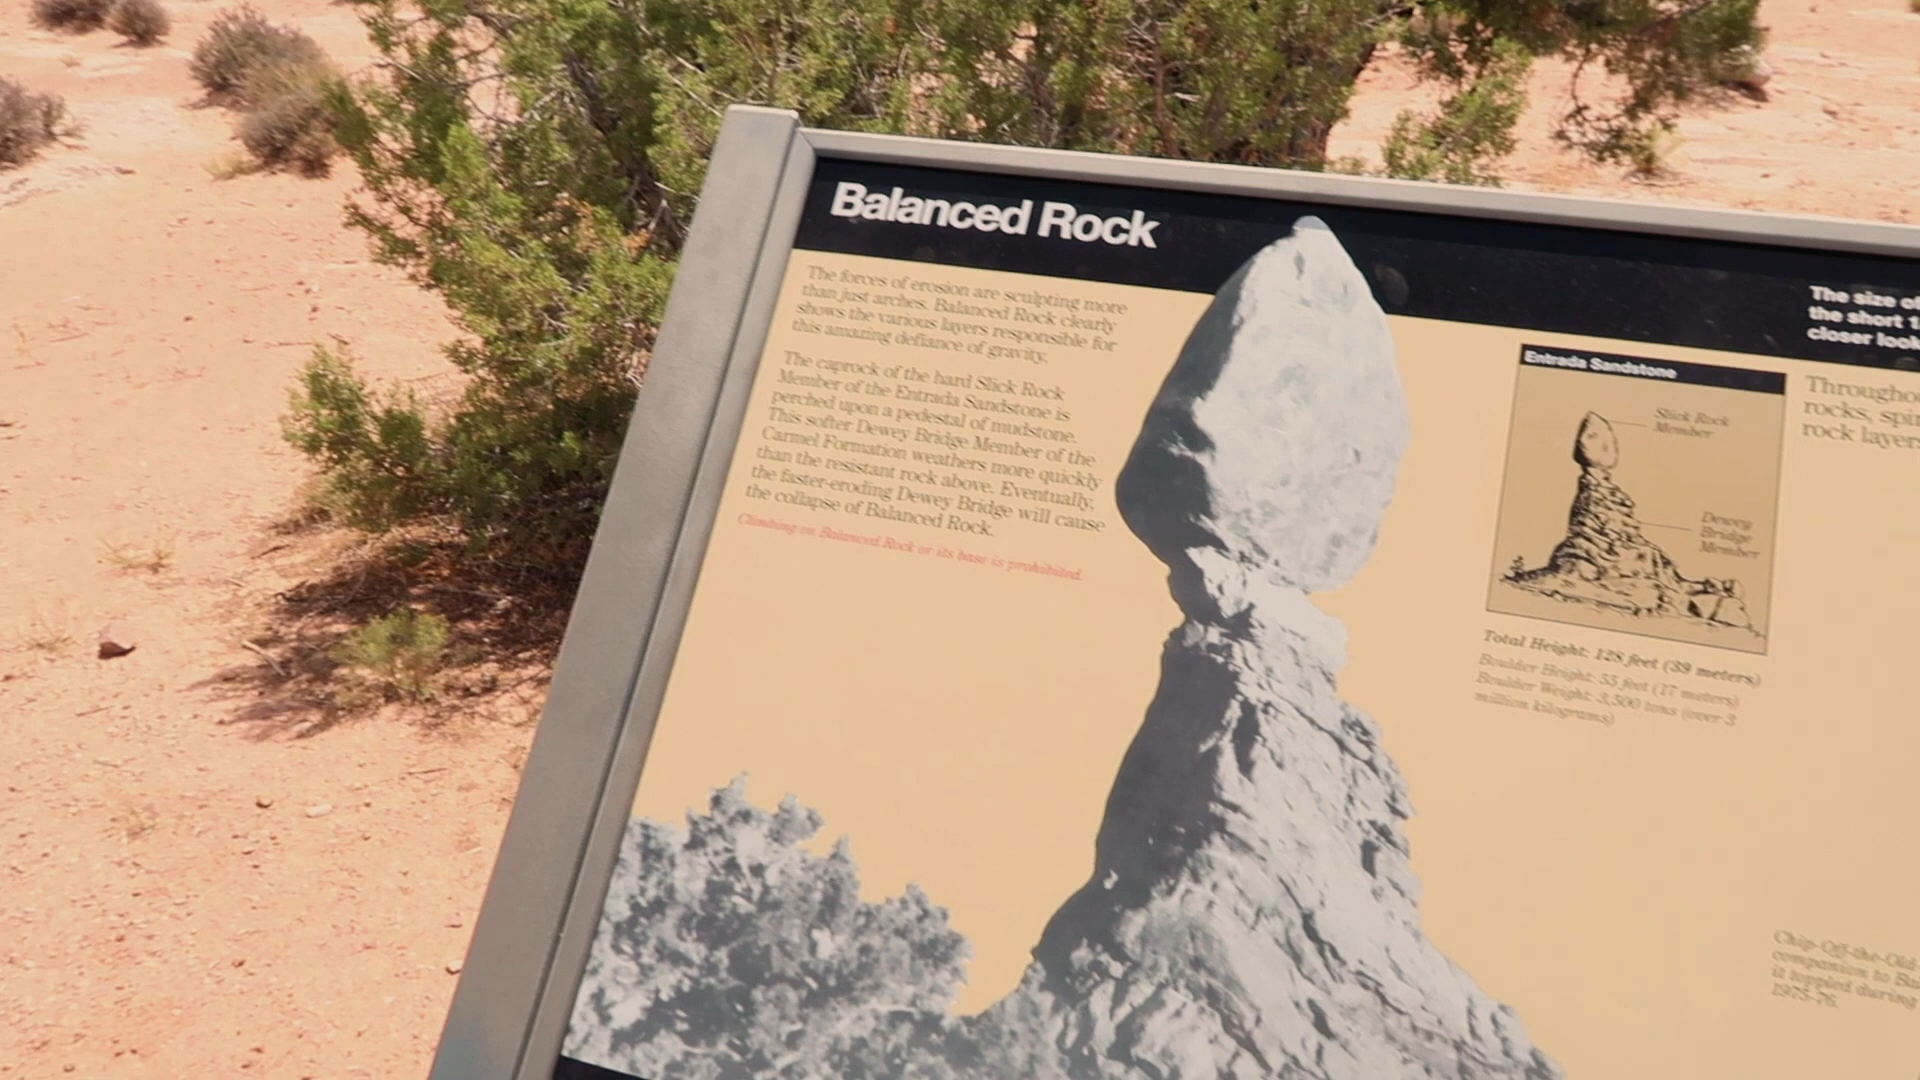 Balanced Rock
The forces of erosion are sculpting more
than just arches. Balanced Rock clearly
shows the various layers responsible for
this amazing defiance of gravity.
The caprock of the hard Slick Rock
Member of the Entrada Sandstone is
perched upon a pedestal of mudstone.
This softer Dewey Bridge Member of the
Carmel Formation weathers more quickly
than the resistant rock above. Eventually,
the faster-eroding Dewey Bridge will cause
the collapse of Balanced Rock.
Climbing on Balanced Rock or its base is prohibited.
Entrada Sandstone
Slick Rock
Member
Dewey
Bridge
Member
Total Height: 128 feet (39 meters)
Boulder Height: 55 feet (17 meters)
Boulder Weight: 3,500 tons (over 3
million kilograms)
The size of
the short
closer look
Throughout
rocks,
rock layers
Chip-Off-the-Old
companion to
it toppled during
1975-76.